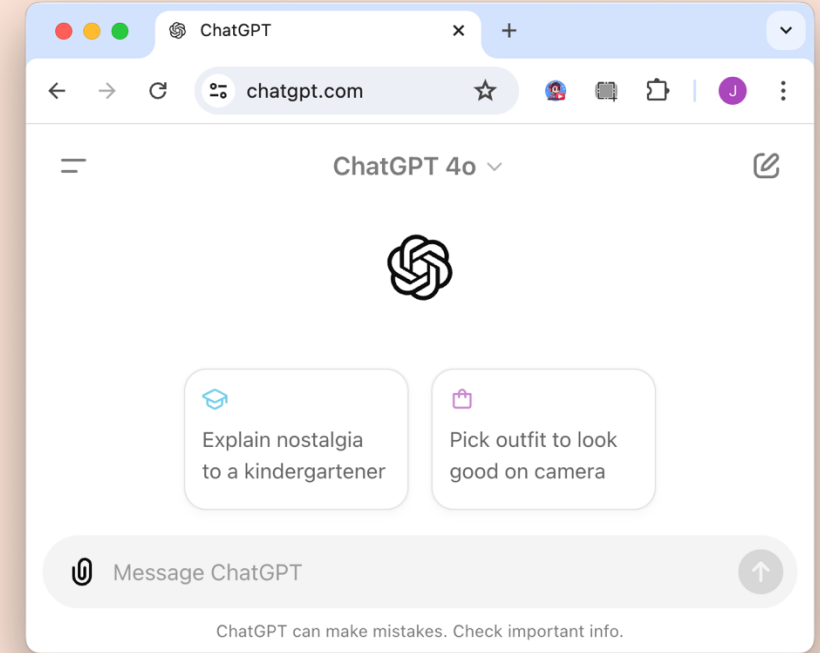 ChatGPT
chatgpt.com
J
ChatGPT 4o
Explain nostalgia
to a kindergartener
Pick outfit to look
good on camera
Message ChatGPT
ChatGPT can make mistakes. Check important info.